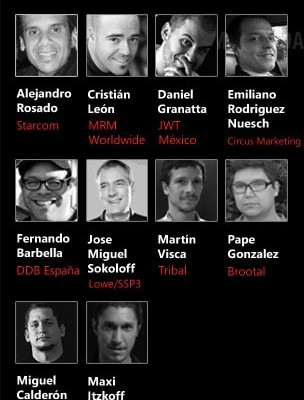 Alejandro
Rosado
Starcom
Cristián
León
MRM
Worldwide
Daniel
Granatta
JWT
México
Emiliano
Rodriguez
Nuesch
Circus Marketing
Fernando
Barbella
DDB España
Jose
Miguel
Sokoloff
Lowe/SSP3
Martin
Visca
Tribal
Pape
Gonzalez
Brootal
Miguel
Calderón
Maxi
Itzkoff